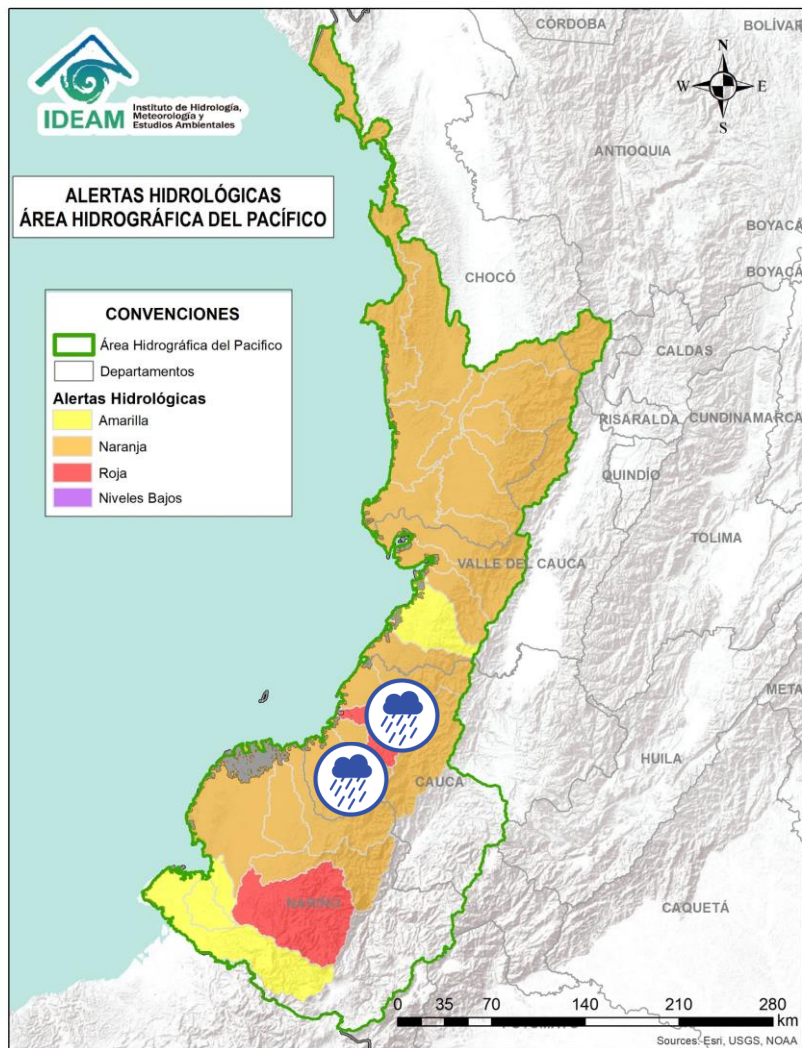 CÓRDOBA
BOLÍVAR
IDEAM
Instituto de Hidrología,
Meteorología y
Estudios Ambientales
N
W E
S
ANTIOQUIA
ALERTAS HIDROLÓGICAS
ÁREA HIDROGRÁFICA DEL PACÍFICO
BOYACÁ
BOYACÁ
CHOCÓ
CONVENCIONES
Área Hidrográfica del Pacifico
Departamentos
Alertas Hidrológicas
Amarilla
Naranja
Roja
Niveles Bajos
CALDAS
RISARALDA
CUNDINAMARCA
QUINDÍO
TOLIMA
VALLE DEL CAUCA
META
HUILA
CAUCA
NARIÑO
CAQUETÁ
0 35 70 140 210 280
km
Sources: Esri, USGS, NOAA